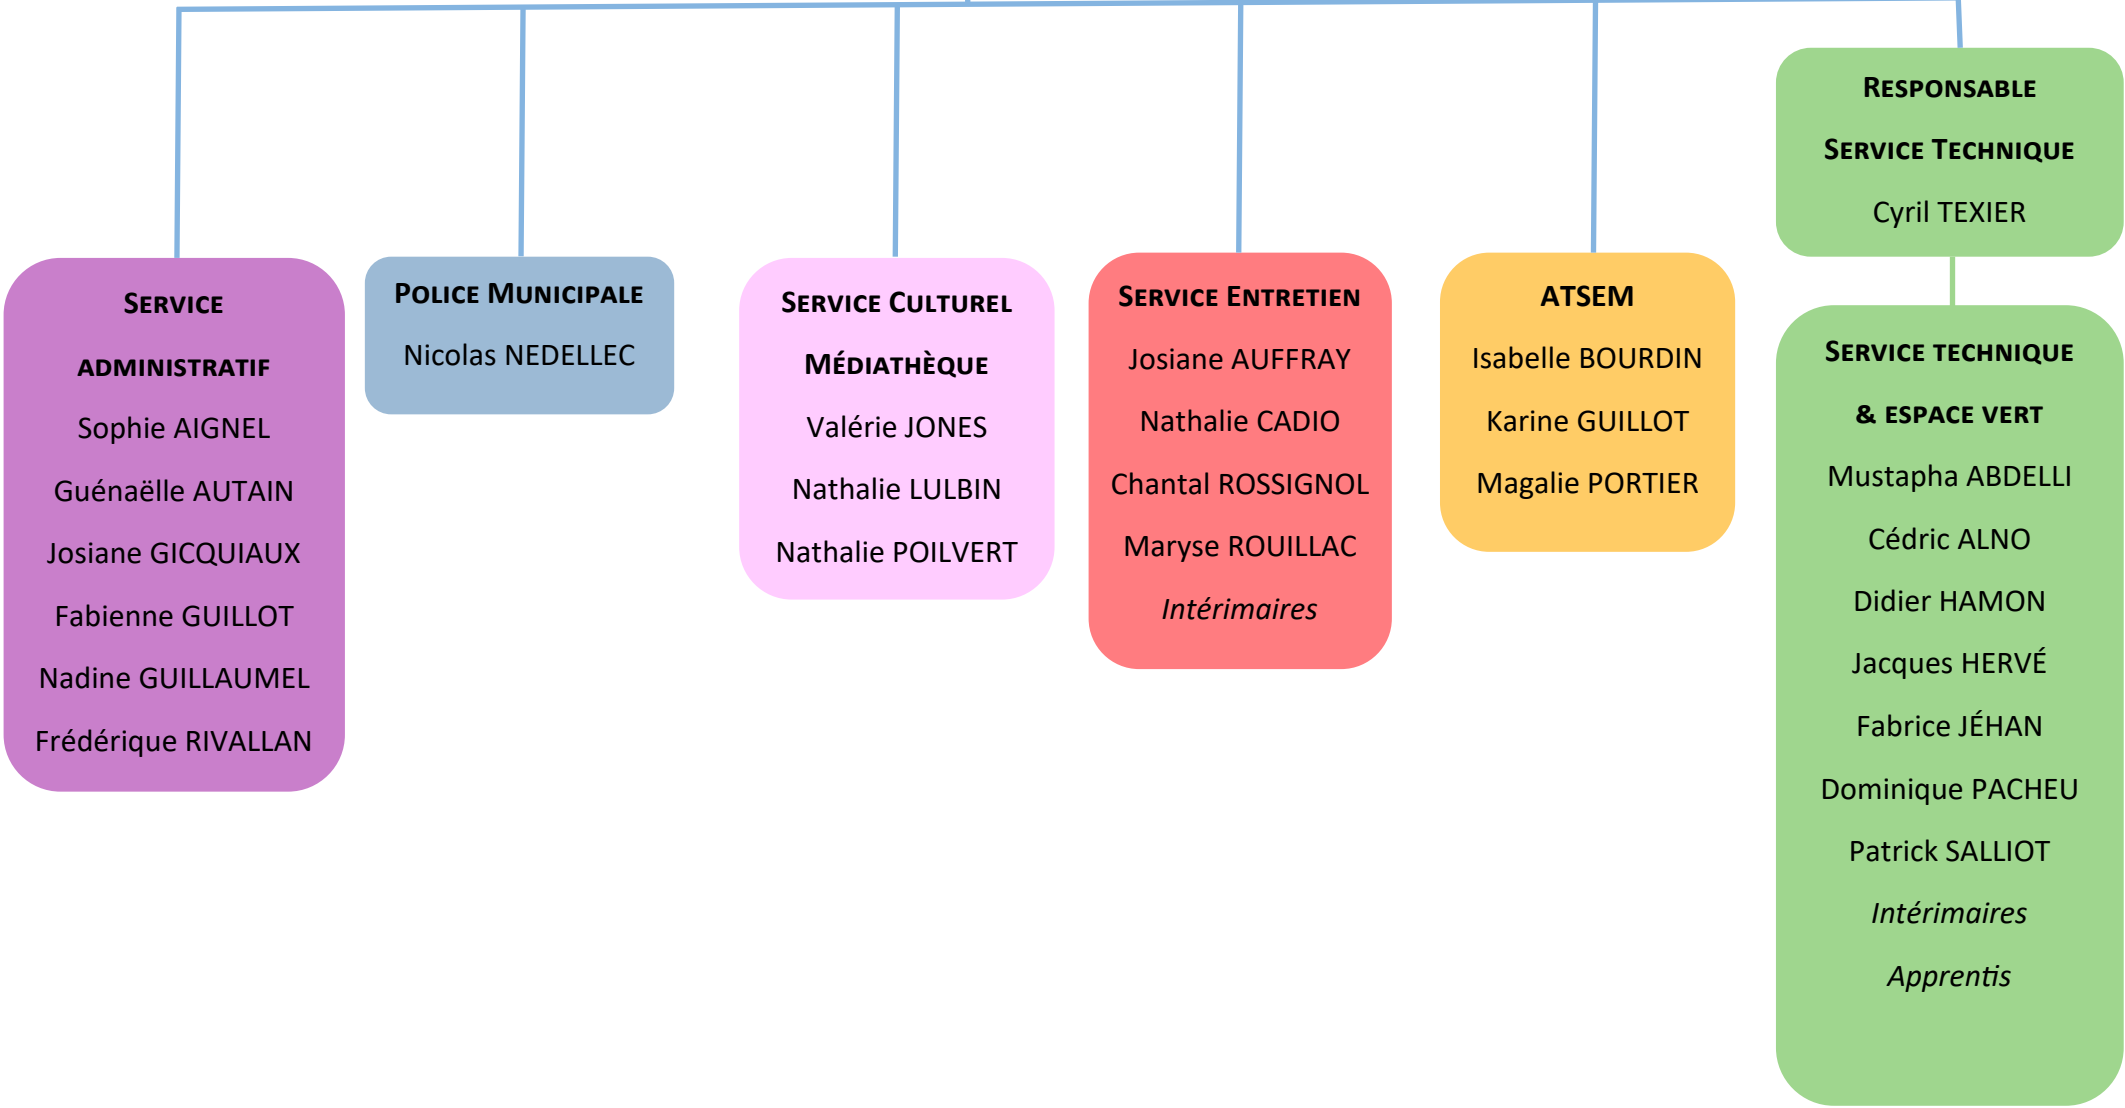 SERVICE
ADMINISTRATIF
Sophie AIGNEL
Guénaëlle AUTAIN
Josiane GICQUIAUX
Fabienne GUILLOT
Nadine GUILLAUMEL
Frédérique RIVALLAN
POLICE MUNICIPALE
Nicolas NEDELLEC
SERVICE CULTUREL
MÉDIATHÈQUE
Valérie JONES
Nathalie LULBIN
Nathalie POILVERT
SERVICE ENTRETIEN
Josiane AUFFRAY
Nathalie CADIO
Chantal ROSSIGNOL
Maryse ROUILLAC
Intérimaires
ATSEM
Isabelle BOURDIN
Karine GUILLOT
Magalie PORTIER
RESPONSABLE
SERVICE TECHNIQUE
Cyril TEXIER
SERVICE TECHNIQUE
& ESPACE VERT
Mustapha ABDELLI
Cédric ALNO
Didier HAMON
Jacques HERVÉ
Fabrice JÉHAN
Dominique PACHEU
Patrick SALLIOT
Intérimaires
Apprentis